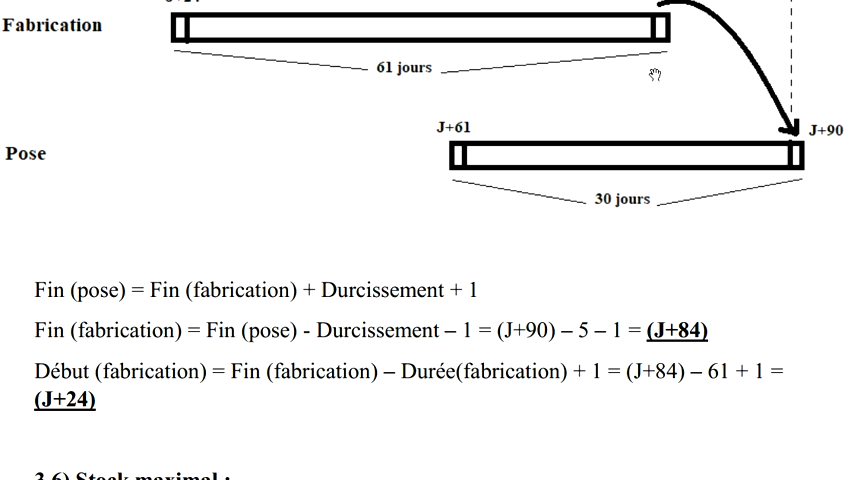 Fabrication
61 jours
J+61
J+90
Pose
30 jours
Fin (pose) = Fin (fabrication) + Durcissement + 1
Fin (fabrication) = Fin (pose) - Durcissement – 1 = (J+90) – 5 – 1 = (J+84)
Début (fabrication) = Fin (fabrication) – Durée(fabrication) + 1 = (J+84) – 61 + 1 =
(J+24)
3.6) Stock maximal :